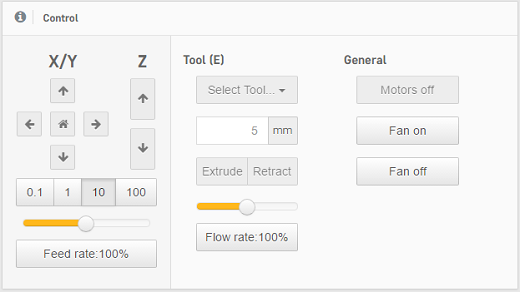 Control
X/Y Z
0.1 1 10 100
Feed rate:100%
Tool (E)
Select Tool...
5 mm
Extrude Retract
Flow rate:100%
General
Motors off
Fan on
Fan off